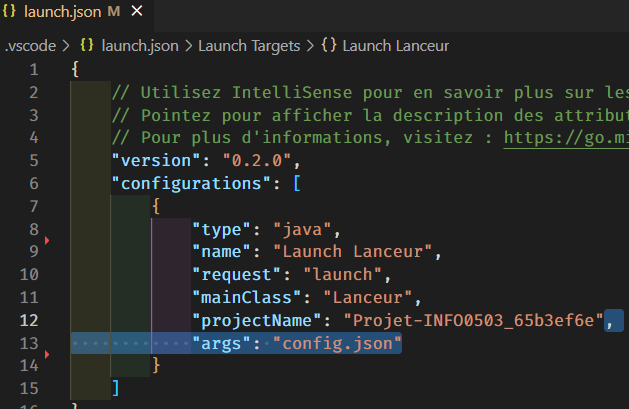 {} launch.json M ×
.vscode > {} launch.json > Launch Targets > {} Launch Lanceur
1 {
2 // Utilisez IntelliSense pour en savoir plus sur les
3 // Pointez pour afficher la description des
4 // Pour plus d'informations, visitez : https://go.
5 "version": "0.2.0",
6 "configurations": [
7 {
8 "type": "java",
9 "name": "Launch Lanceur",
10 "request": "launch",
11 "mainClass": "Lanceur",
12 "projectName": "Projet-INFO0503_65b3ef6e",
13 "args": "config.json"
14 }
15 ]